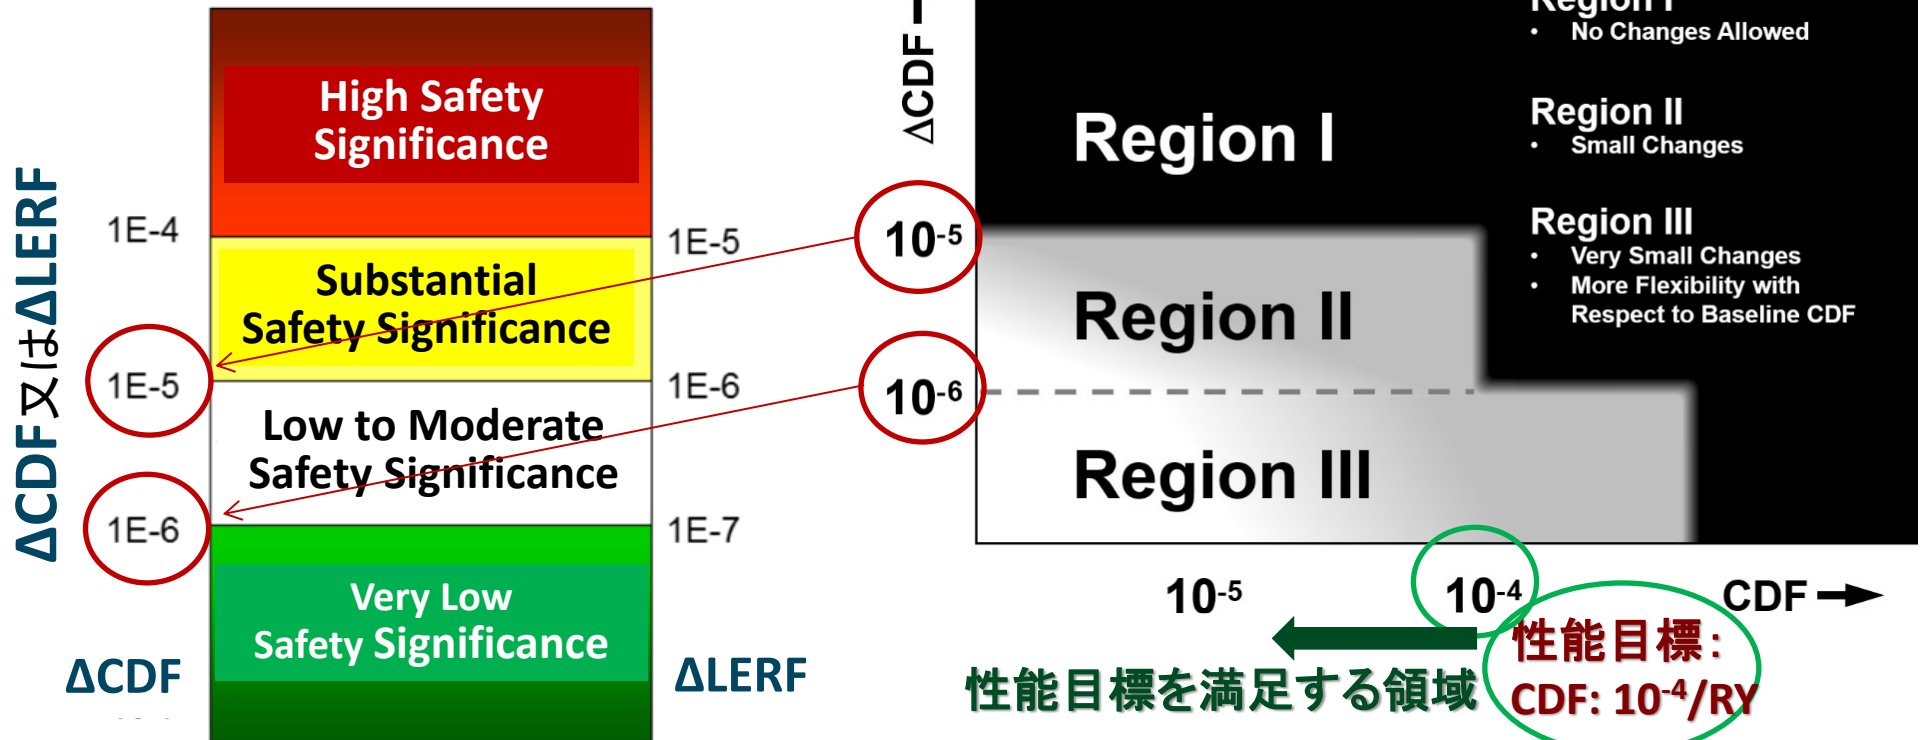 ΔCDF又はΔLERF
High Safety
Significance
1E-4
1E-5
Substantial
Safety Significance
1E-5
1E-6
Low to Moderate
Safety Significance
1E-6
1E-7
Very Low
Safety Significance
ΔCDF
ΔLERF
ΔCDF→
Region I
• No Changes Allowed
Region II
• Small Changes
Region III
• Very Small Changes
• More Flexibility with
Respect to Baseline CDF
Region I
10⁻⁵
Region II
10⁻⁶
Region III
10⁻⁵
10⁻⁴
CDF→
性能目標を満足する領域
性能目標：
CDF: 10⁻⁴/RY